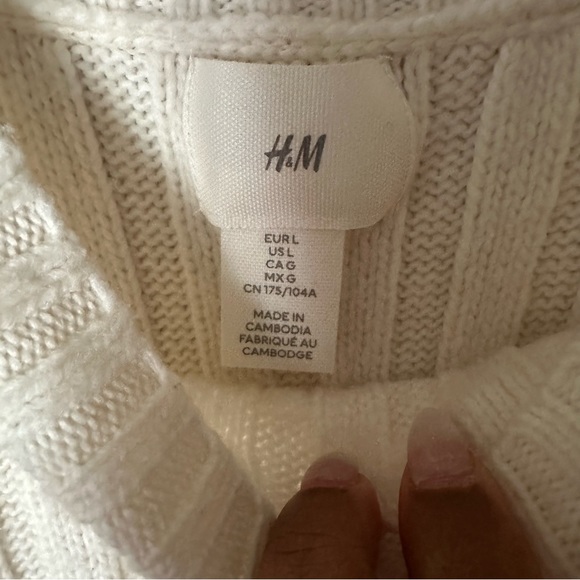 H&M
EUR L
US L
CA G
MX G
CN 175/104A
MADE IN
CAMBODIA
FABRIQUÉ AU
CAMBODGE